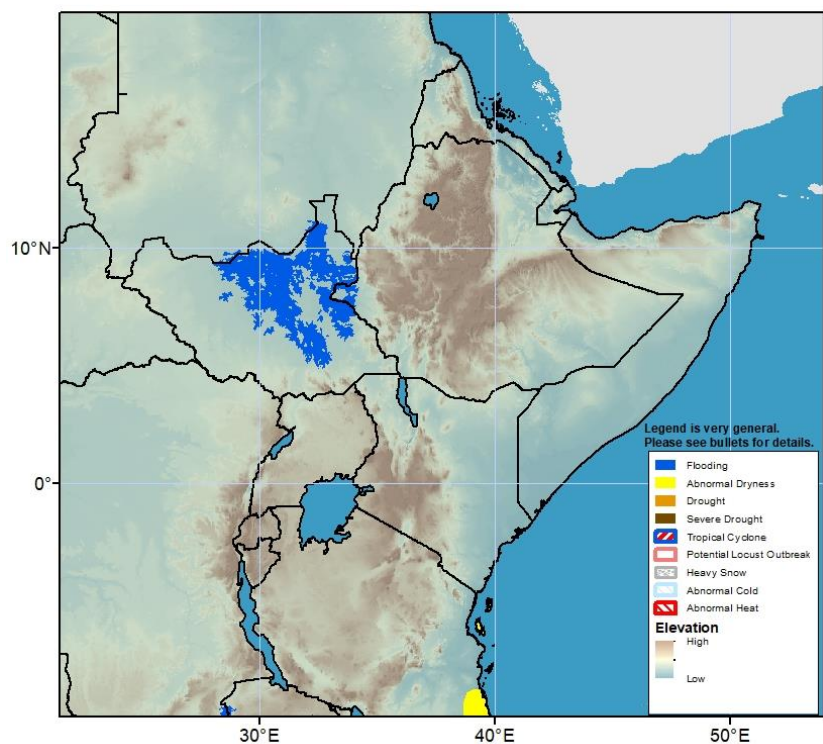 10°N
0°
Legend is very general.
Please see bullets for details.
Flooding
Abnormal Dryness
Drought
Severe Drought
Tropical Cyclone
Potential Locust Outbreak
Heavy Snow
Abnormal Cold
Abnormal Heat
Elevation
High
Low
30°E
40°E
50°E